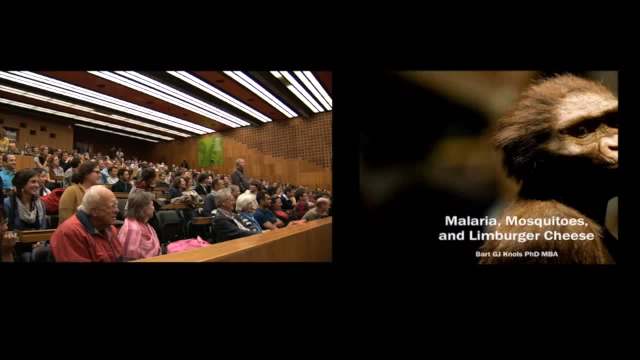 Malaria, Mosquitoes,
and Limburger Cheese
Bart GJ Knols PhD MBA